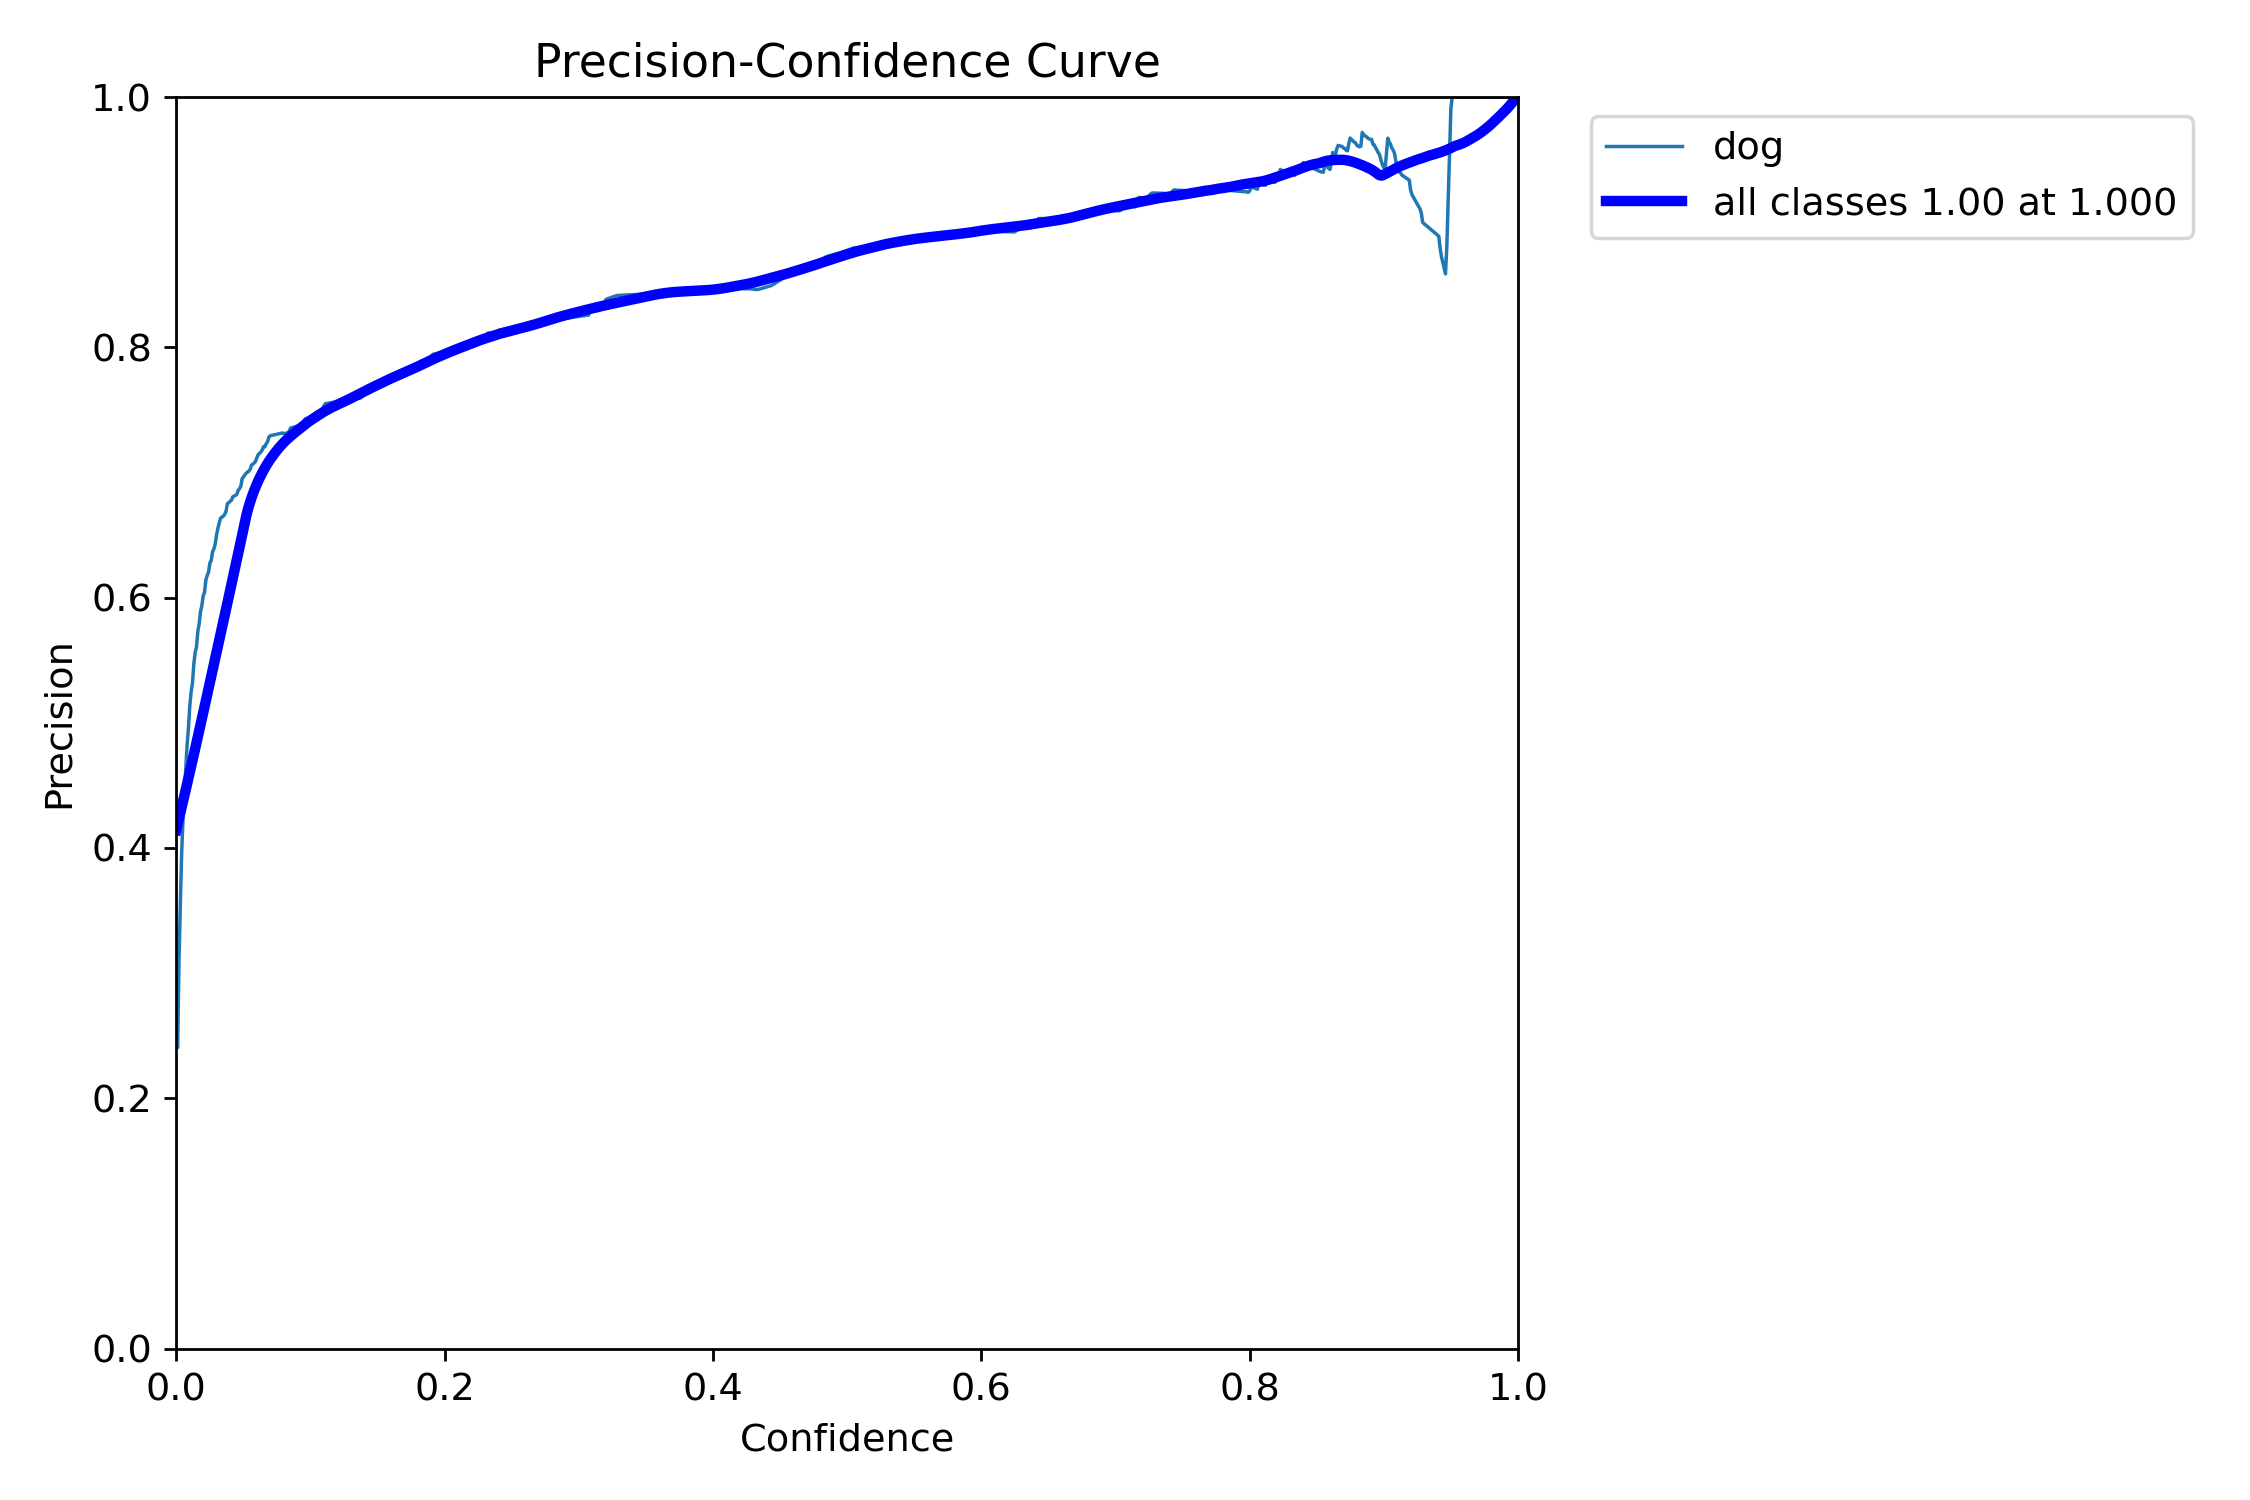 Precision-Confidence Curve
1.0
0.8
0.6
0.4
0.2
0.0
Precision
0.0 0.2 0.4 0.6 0.8 1.0
Confidence
dog
all classes 1.00 at 1.000